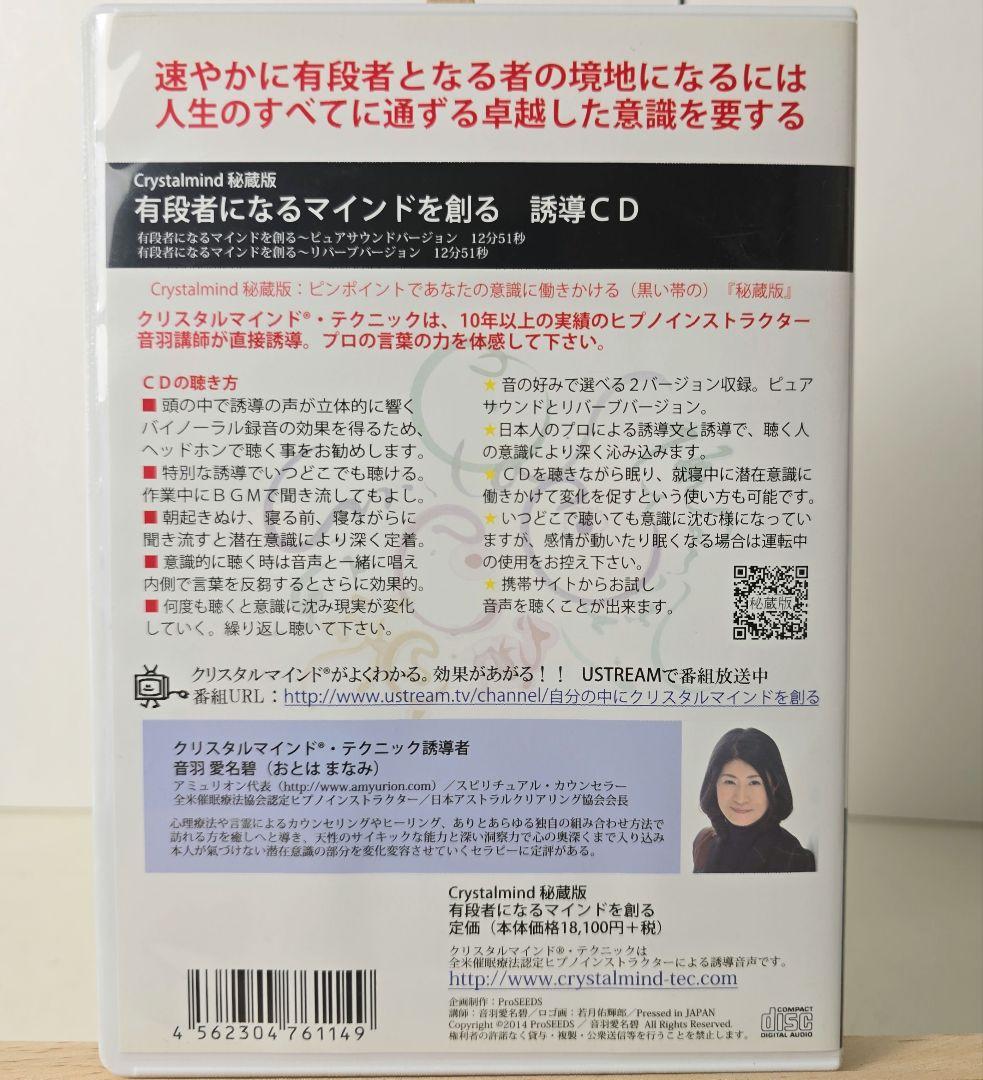 速やかに有段者となる者の境地になるには
人生のすべてに通ずる卓越した意識を要する
Crystalmind 秘蔵版
有段者になるマインドを創る　誘導ＣＤ
有段者になるマインドを創る～ピュアサウンドバージョン　12分51秒
有段者になるマインドを創る～リバーブバージョン　12分51秒
Crystalmind 秘蔵版：ピンポイントであなたの意識に働きかける（黒い帯の）『秘蔵版』
クリスタルマインド®・テクニックは、10年以上の実績のヒプノインストラクター
音羽講師が直接誘導。プロの言葉の力を体感して下さい。
ＣＤの聴き方
■ 頭の中で誘導の声が立体的に響く
バイノーラル録音の効果を得るため、
ヘッドホンで聴く事をお勧めします。
■ 特別な誘導でいつどこでも聴ける。
作業中にＢＧＭで聞き流してもよし。
■ 朝起きぬけ、寝る前、寝ながらに
聞き流すと潜在意識により深く定着。
■ 意識的に聴く時は音声と一緒に唱え
内側で言葉を反芻するとさらに効果的。
■ 何度も聴くと意識に沈み現実が変化
していく。繰り返し聴いて下さい。
★ 音の好みで選べる２バージョン収録。ピュア
サウンドとリバーブバージョン。
★日本人のプロによる誘導文と誘導で、聴く人
の意識により深く沁み込みます。
★ ＣＤを聴きながら眠り、就寝中に潜在意識に
働きかけて変化を促すという使い方も可能です。
★ いつどこで聴いても意識に沈む様になってい
ますが、感情が動いたり眠くなる場合は運転中
の使用をお控え下さい。
★ 携帯サイトからお試し
音声を聴くことが出来ます。
秘蔵版
クリスタルマインド®がよくわかる。効果があがる！！　USTREAMで番組放送中
番組URL：http://www.ustream.tv/channel/自分の中にクリスタルマインドを創る
クリスタルマインド®・テクニック誘導者
音羽 愛名碧（おとは まなみ）
アミュリオン代表（http://www.amyurion.com）／スピリチュアル・カウンセラー
全米催眠療法協会認定ヒプノインストラクター／日本アストラルクリアリング協会会長
心理療法や言霊によるカウンセリングやヒーリング、ありとあらゆる独自の組み合わせ方法で
訪れる方を癒しへと導き、天性のサイキックな能力と深い洞察力で心の奥深くまで入り込み
本人が氣づけない潜在意識の部分を変化変容させていくセラピーに定評がある。
Crystalmind 秘蔵版
有段者になるマインドを創る
定価（本体価格18,100円＋税）
クリスタルマインド®・テクニックは
全米催眠療法認定ヒプノインストラクターによる誘導音声です。
http://www.crystalmind-tec.com
企画制作：ProSEEDS
講師：音羽愛名碧／ロゴ画：若月佑輝郎／Pressed in JAPAN
Copyright ©2014 ProSEEDS ／ 音羽愛名碧 All Rights Reserved.
権利者の許諾なく貸与・複製・公衆送信等を行うことを禁止します。
4 562304 761149
COMPACT
disc
DIGITAL AUDIO